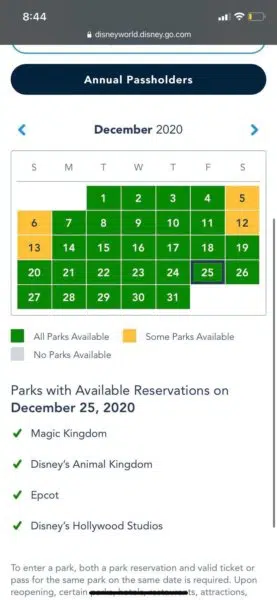 8:44
disneyworld.disney.go.com
Annual Passholders
December 2020
S M T W T F S
1 2 3 4 5
6 7 8 9 10 11 12
13 14 15 16 17 18 19
20 21 22 23 24 25 26
27 28 29 30 31
All Parks Available Some Parks Available
No Parks Available
Parks with Available Reservations on
December 25, 2020
Magic Kingdom
Disney's Animal Kingdom
Epcot
Disney's Hollywood Studios
To enter a park, both a park reservation and valid ticket or
pass for the same park on the same date is required. Upon
reopening, certain attractions,